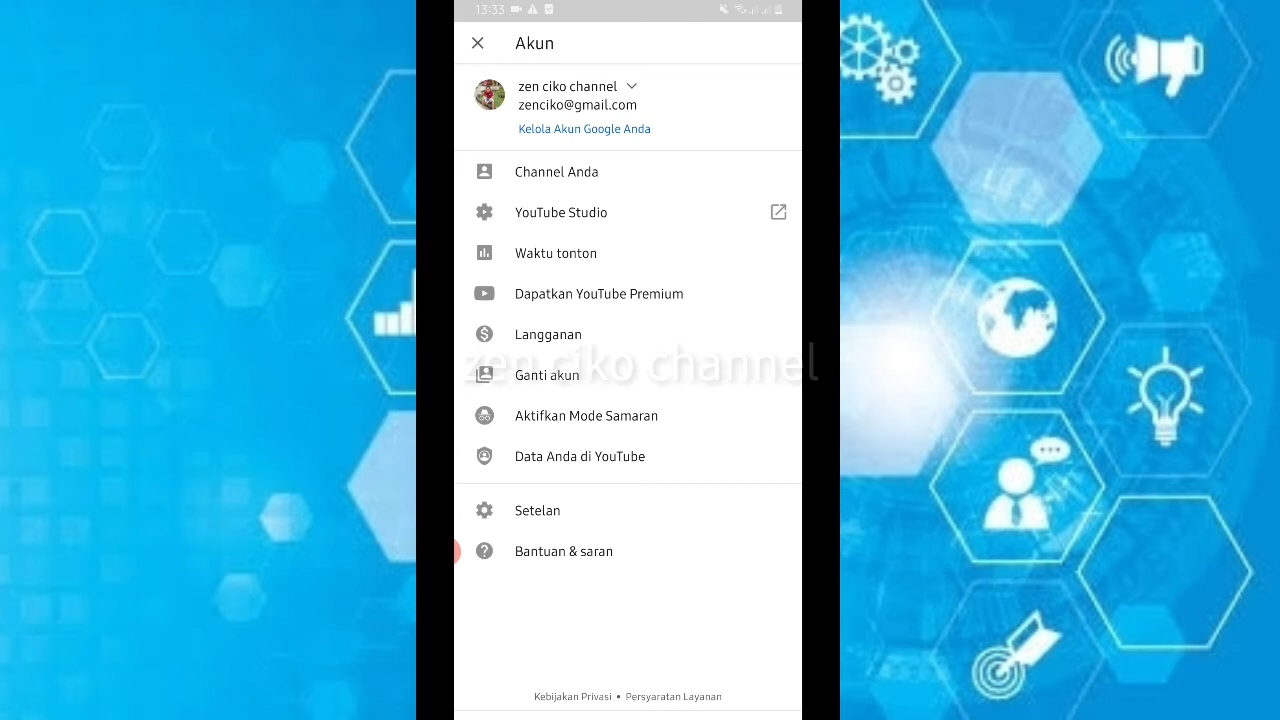 13:33
Akun
zen ciko channel
zenciko@gmail.com
Kelola Akun Google Anda
Channel Anda
YouTube Studio
Waktu tonton
Dapatkan YouTube Premium
Langganan
zen ciko channel
Ganti akun
Aktifkan Mode Samaran
Data Anda di YouTube
Setelan
Bantuan & saran
Kebijakan Privasi • Persyaratan Layanan